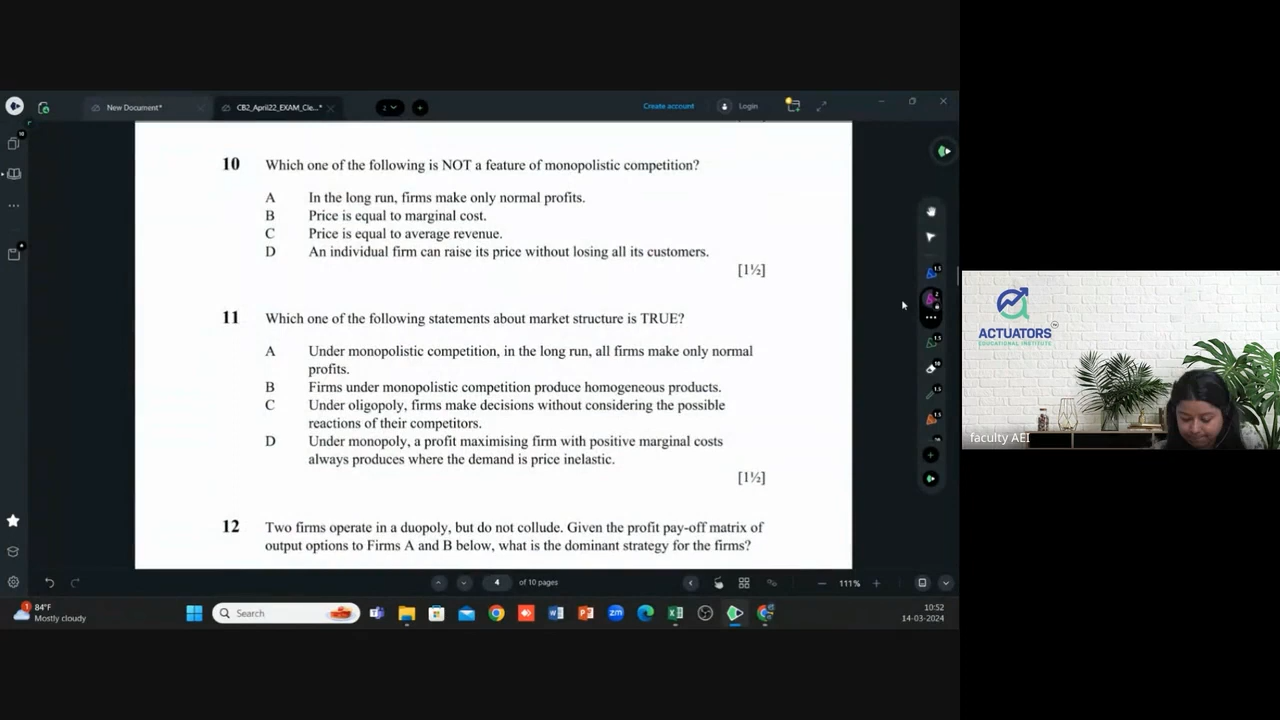 New Document*
CB2_April22_EXAM_Cle...*
2
Create account
Login
10 Which one of the following is NOT a feature of monopolistic competition?
A In the long run, firms make only normal profits.
B Price is equal to marginal cost.
C Price is equal to average revenue.
D An individual firm can raise its price without losing all its customers.
[1½]
11 Which one of the following statements about market structure is TRUE?
A Under monopolistic competition, in the long run, all firms make only normal
profits.
B Firms under monopolistic competition produce homogeneous products.
C Under oligopoly, firms make decisions without considering the possible
reactions of their competitors.
D Under monopoly, a profit maximising firm with positive marginal costs
always produces where the demand is price inelastic.
[1½]
12 Two firms operate in a duopoly, but do not collude. Given the profit pay-off matrix of
output options to Firms A and B below, what is the dominant strategy for the firms?
4 of 10 pages
111%
84°F
Mostly cloudy
Search
zm
10:52
14-03-2024
ACTUATORS
EDUCATIONAL INSTITUTE
faculty AEI